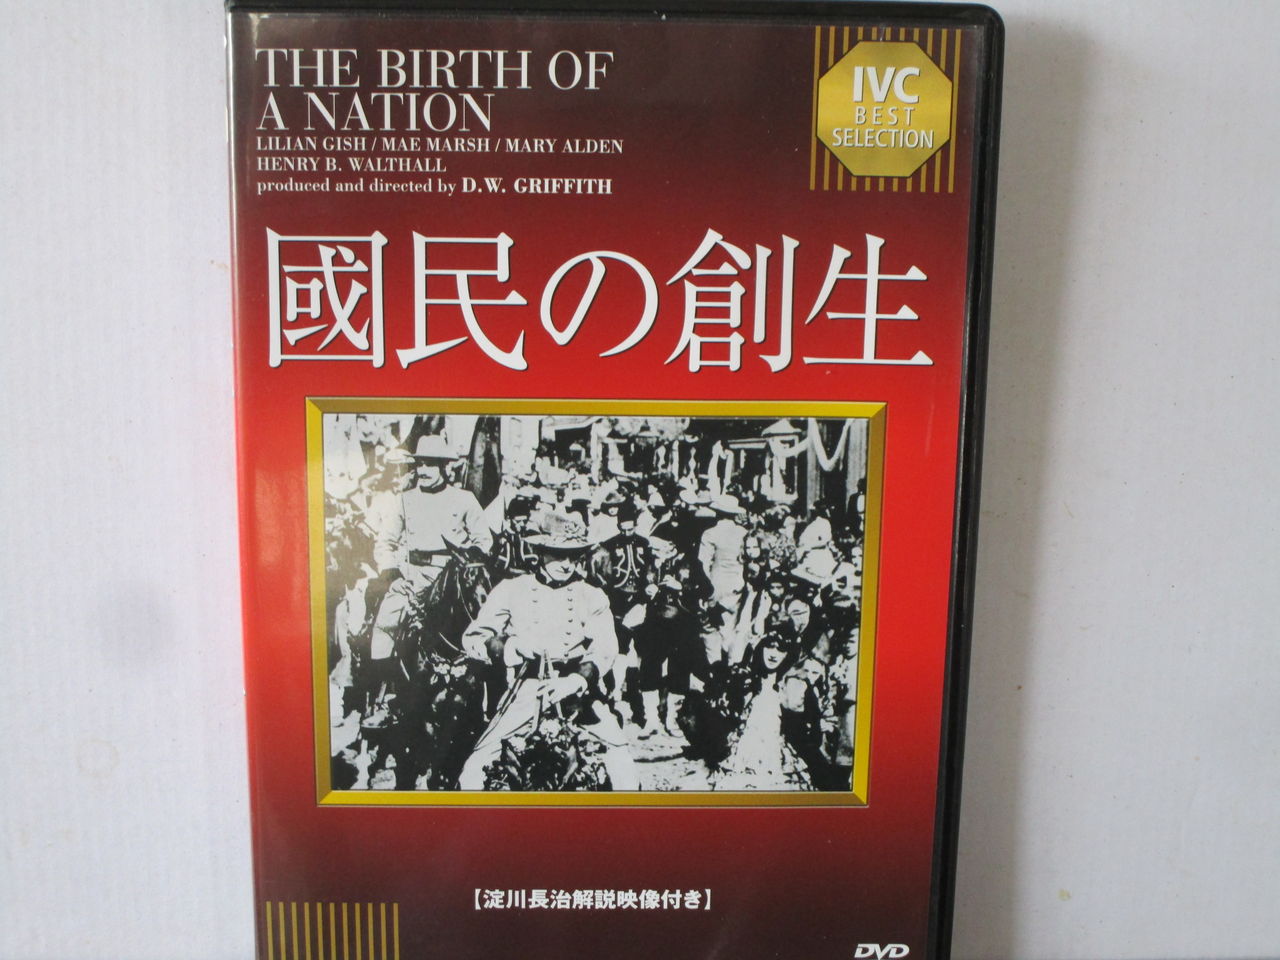 THE BIRTH OF
A NATION
LILIAN GISH / MAE MARSH / MARY ALDEN
HENRY B. WALTHALL
produced and directed by D.W. GRIFFITH
IVC
BEST
SELECTION
國民の創生
【淀川長治解説映像付き】
DVD